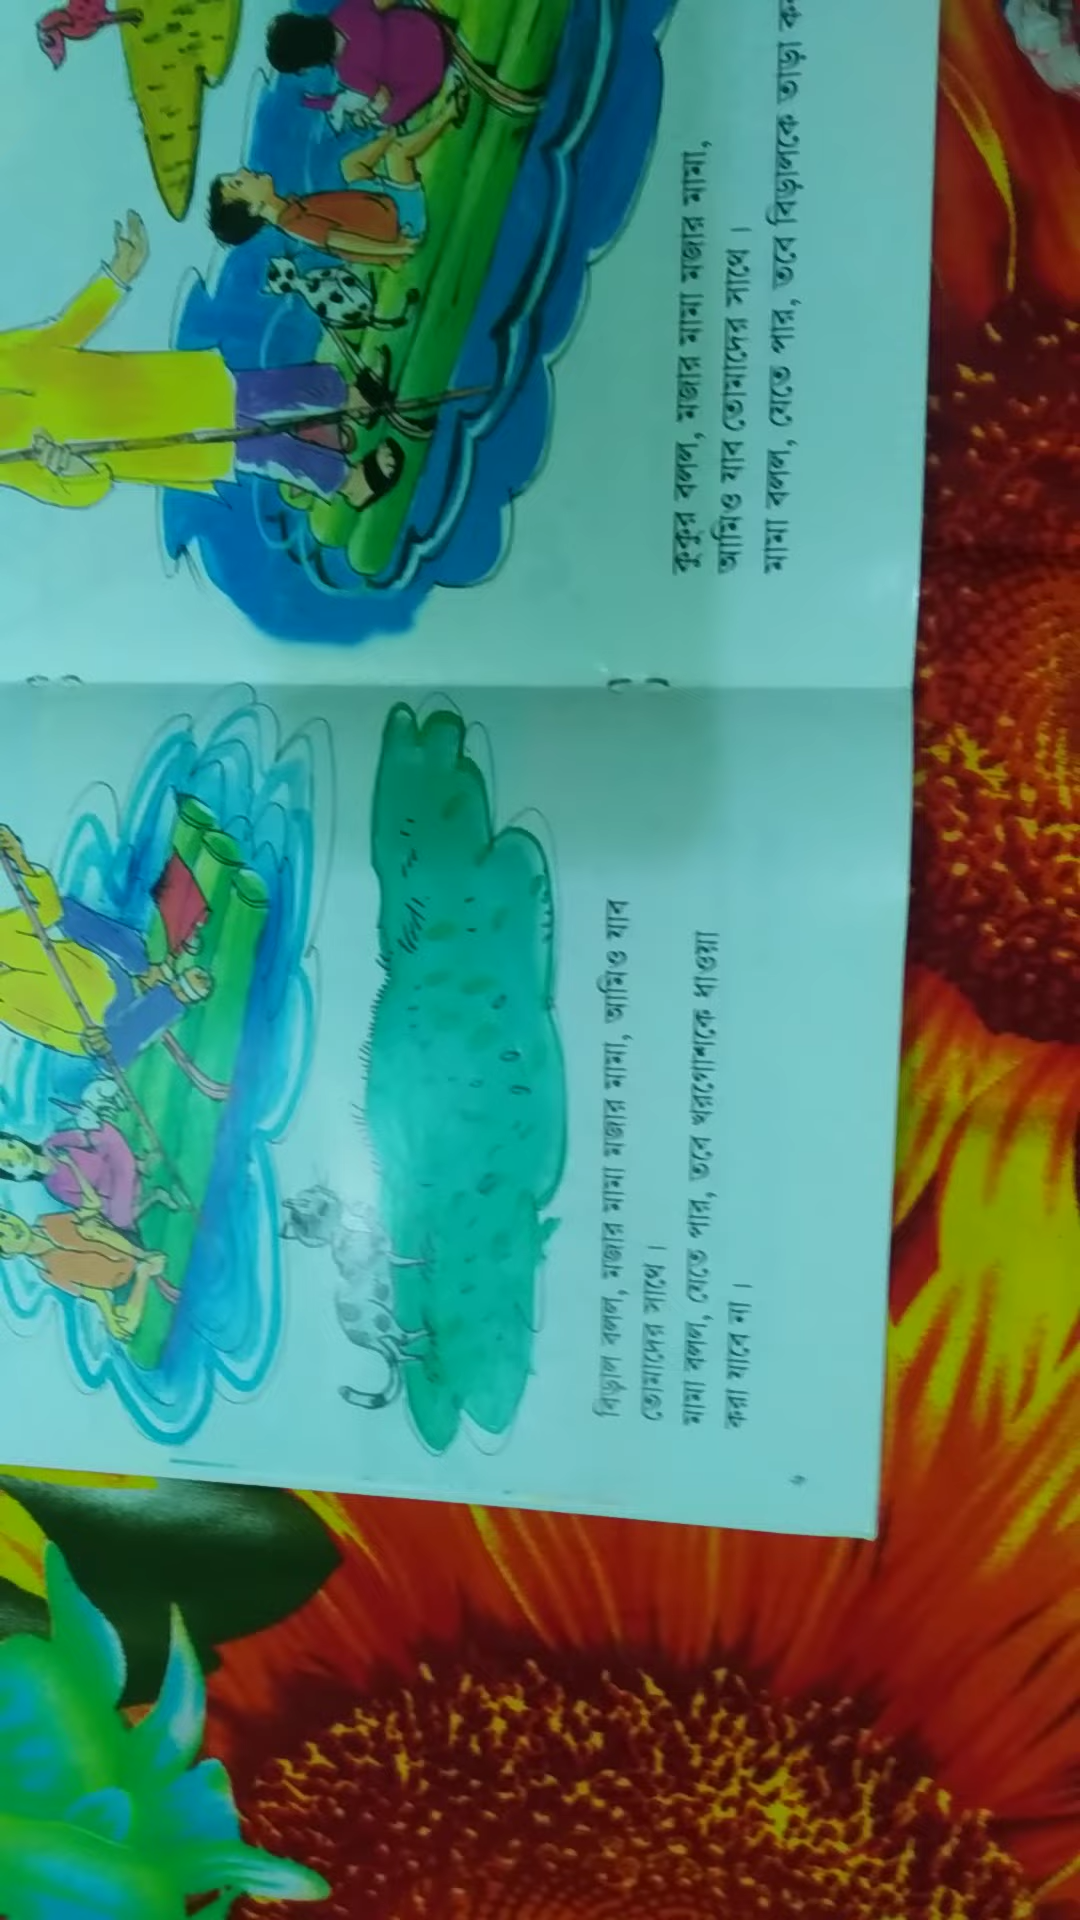 বিড়াল বলল, মজার মামা মজার মামা, আমিও যাব
তোমাদের সাথে।
মামা বলল, যেতে পার, তবে খরগোশকে ধাওয়া
করা যাবে না।
কুকুর বলল, মজার মামা মজার মামা,
আমিও যাব তোমাদের সাথে।
মামা বলল, যেতে পার, তবে বিড়ালকে তাড়া